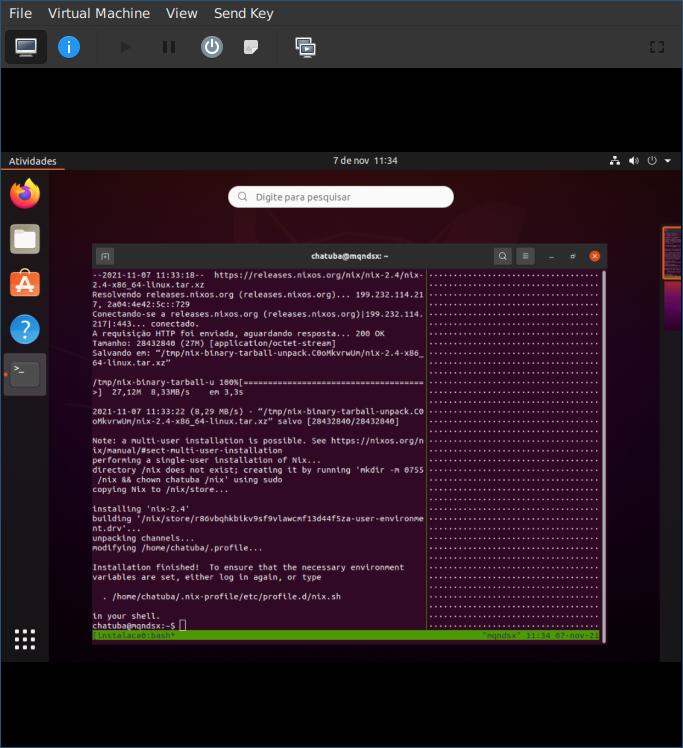 File Virtual Machine View Send Key
Atividades 7 de nov 11:34
Digite para pesquisar
chatuba@mqndsx: ~
--2021-11-07 11:33:18-- https://releases.nixos.org/nix/nix-2.4/nix-
2.4-x86_64-linux.tar.xz
Resolvendo releases.nixos.org (releases.nixos.org)... 199.232.114.21
7, 2a04:4e42:5c::729
Conectando-se a releases.nixos.org (releases.nixos.org)|199.232.114.
217|:443... conectado.
A requisição HTTP foi enviada, aguardando resposta... 200 OK
Tamanho: 28432840 (27M) [application/octet-stream]
Salvando em: “/tmp/nix-binary-tarball-unpack.C0oMkvrwUm/nix-2.4-x86_
64-linux.tar.xz”
/tmp/nix-binary-tarball-u 100%[=====================================
>] 27,12M 8,33MB/s em 3,3s
2021-11-07 11:33:22 (8,29 MB/s) - “/tmp/nix-binary-tarball-unpack.C0
oMkvrwUm/nix-2.4-x86_64-linux.tar.xz” salvo [28432840/28432840]
Note: a multi-user installation is possible. See https://nixos.org/n
ix/manual/#sect-multi-user-installation
performing a single-user installation of Nix...
directory /nix does not exist; creating it by running 'mkdir -m 0755
/nix && chown chatuba /nix' using sudo
copying Nix to /nix/store...
installing 'nix-2.4'
building '/nix/store/r86vbqhkbikv9sf9vlawcmf13d44f5za-user-environme
nt.drv'...
unpacking channels...
modifying /home/chatuba/.profile...
Installation finished! To ensure that the necessary environment
variables are set, either log in again, or type
. /home/chatuba/.nix-profile/etc/profile.d/nix.sh
in your shell.
chatuba@mqndsx:~$
[instalaca0:bash* "mqndsx" 11:34 07-nov-21